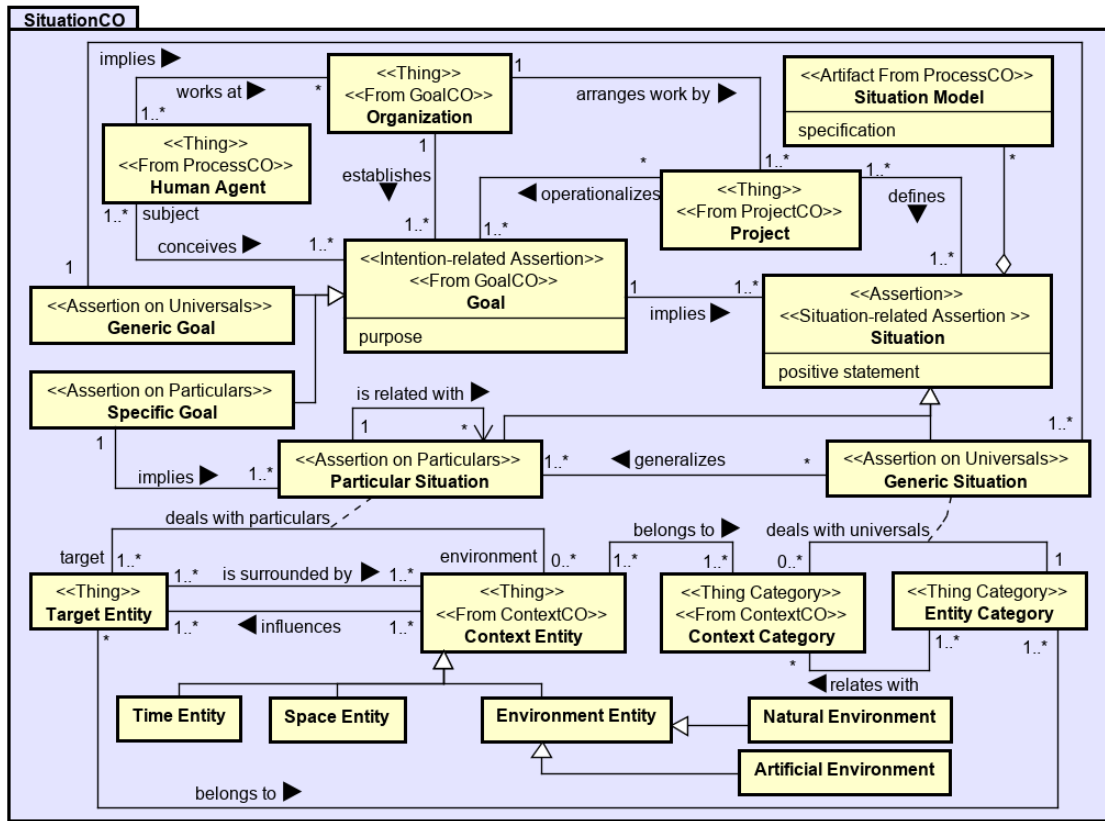 SituationCO
implies ▶
<<Thing>>
<<From GoalCO>>
Organization
works at ▶
*
1..*
1
arranges work by ▶
<<Artifact From ProcessCO>>
Situation Model
specification
<<Thing>>
<<From ProcessCO>>
Human Agent
1
establishes
▼
*
1..*
1..*
*
◀ operationalizes
<<Thing>>
<<From ProjectCO>>
Project
defines
▼
1..*
subject
conceives ▶
1..*
1..*
1..*
1..*
1
<<Assertion on Universals>>
Generic Goal
<<Intention-related Assertion>>
<<From GoalCO>>
Goal
purpose
1
1..*
implies ▶
<<Assertion>>
<<Situation-related Assertion >>
Situation
positive statement
<<Assertion on Particulars>>
Specific Goal
is related with ▶
1
*
1
implies ▶
1..*
<<Assertion on Particulars>>
Particular Situation
1..*
◀ generalizes
*
1..*
<<Assertion on Universals>>
Generic Situation
deals with particulars
target
1..*
environment
0..*
belongs to ▶
1..*
1..*
deals with universals
0..*
1
<<Thing>>
Target Entity
1..*
is surrounded by ▶
1..*
1..*
◀ influences
1..*
<<Thing>>
<<From ContextCO>>
Context Entity
<<Thing Category>>
<<From ContextCO>>
Context Category
<<Thing Category>>
Entity Category
*
*
1..*
1..*
◀ relates with
Time Entity
Space Entity
Environment Entity
Natural Environment
Artificial Environment
belongs to ▶